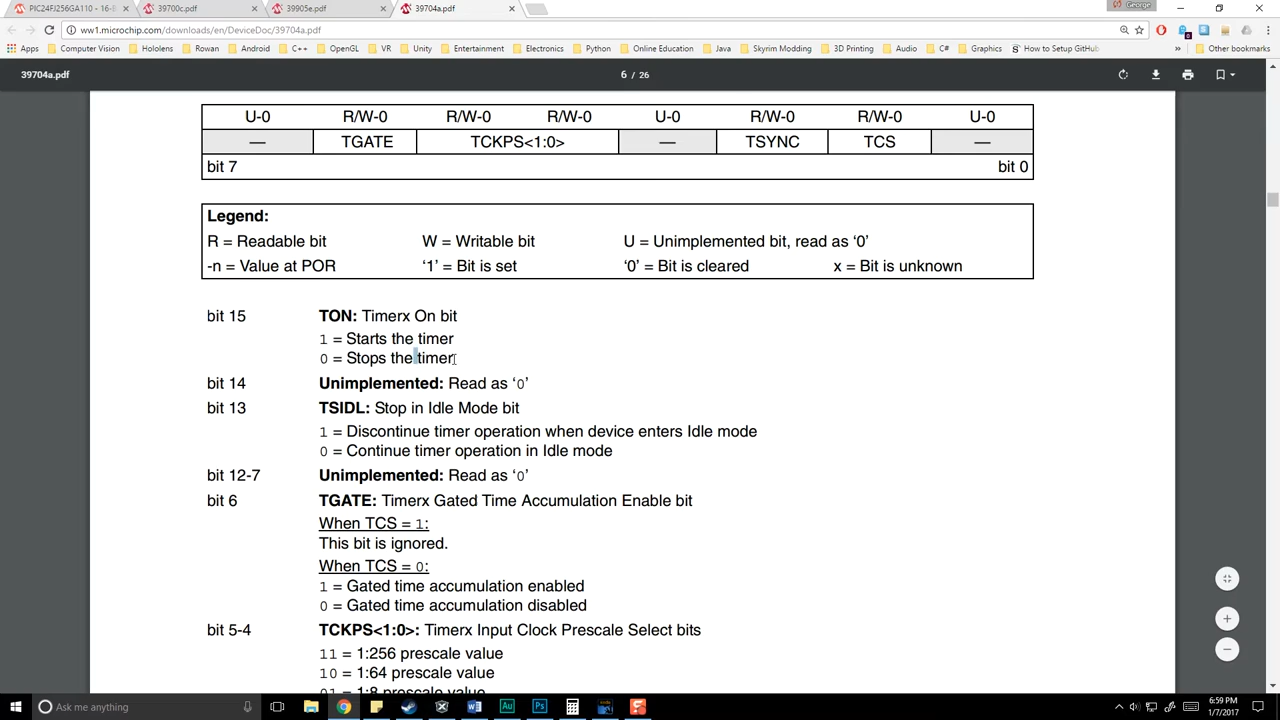 PIC24FJ256GA110 - 16-B
39700c.pdf
39905e.pdf
39704a.pdf
George
ww1.microchip.com/downloads/en/DeviceDoc/39704a.pdf
Apps Computer Vision Hololens Rowan Android C++ OpenGL VR Unity Entertainment Electronics Python Online Education Java Skyrim Modding 3D Printing Audio C# Graphics How to Setup GitHub » Other bookmarks
39704a.pdf 6 / 26
U-0 R/W-0 R/W-0 R/W-0 U-0 R/W-0 R/W-0 U-0
— TGATE TCKPS<1:0> — TSYNC TCS —
bit 7 bit 0
Legend:
R = Readable bit W = Writable bit U = Unimplemented bit, read as ‘0’
-n = Value at POR ‘1’ = Bit is set ‘0’ = Bit is cleared x = Bit is unknown
bit 15 TON: Timerx On bit
1 = Starts the timer
0 = Stops the timer
bit 14 Unimplemented: Read as ‘0’
bit 13 TSIDL: Stop in Idle Mode bit
1 = Discontinue timer operation when device enters Idle mode
0 = Continue timer operation in Idle mode
bit 12-7 Unimplemented: Read as ‘0’
bit 6 TGATE: Timerx Gated Time Accumulation Enable bit
When TCS = 1:
This bit is ignored.
When TCS = 0:
1 = Gated time accumulation enabled
0 = Gated time accumulation disabled
bit 5-4 TCKPS<1:0>: Timerx Input Clock Prescale Select bits
11 = 1:256 prescale value
10 = 1:64 prescale value
01 = 1:8 prescale value
Ask me anything
6:59 PM
1/7/2017